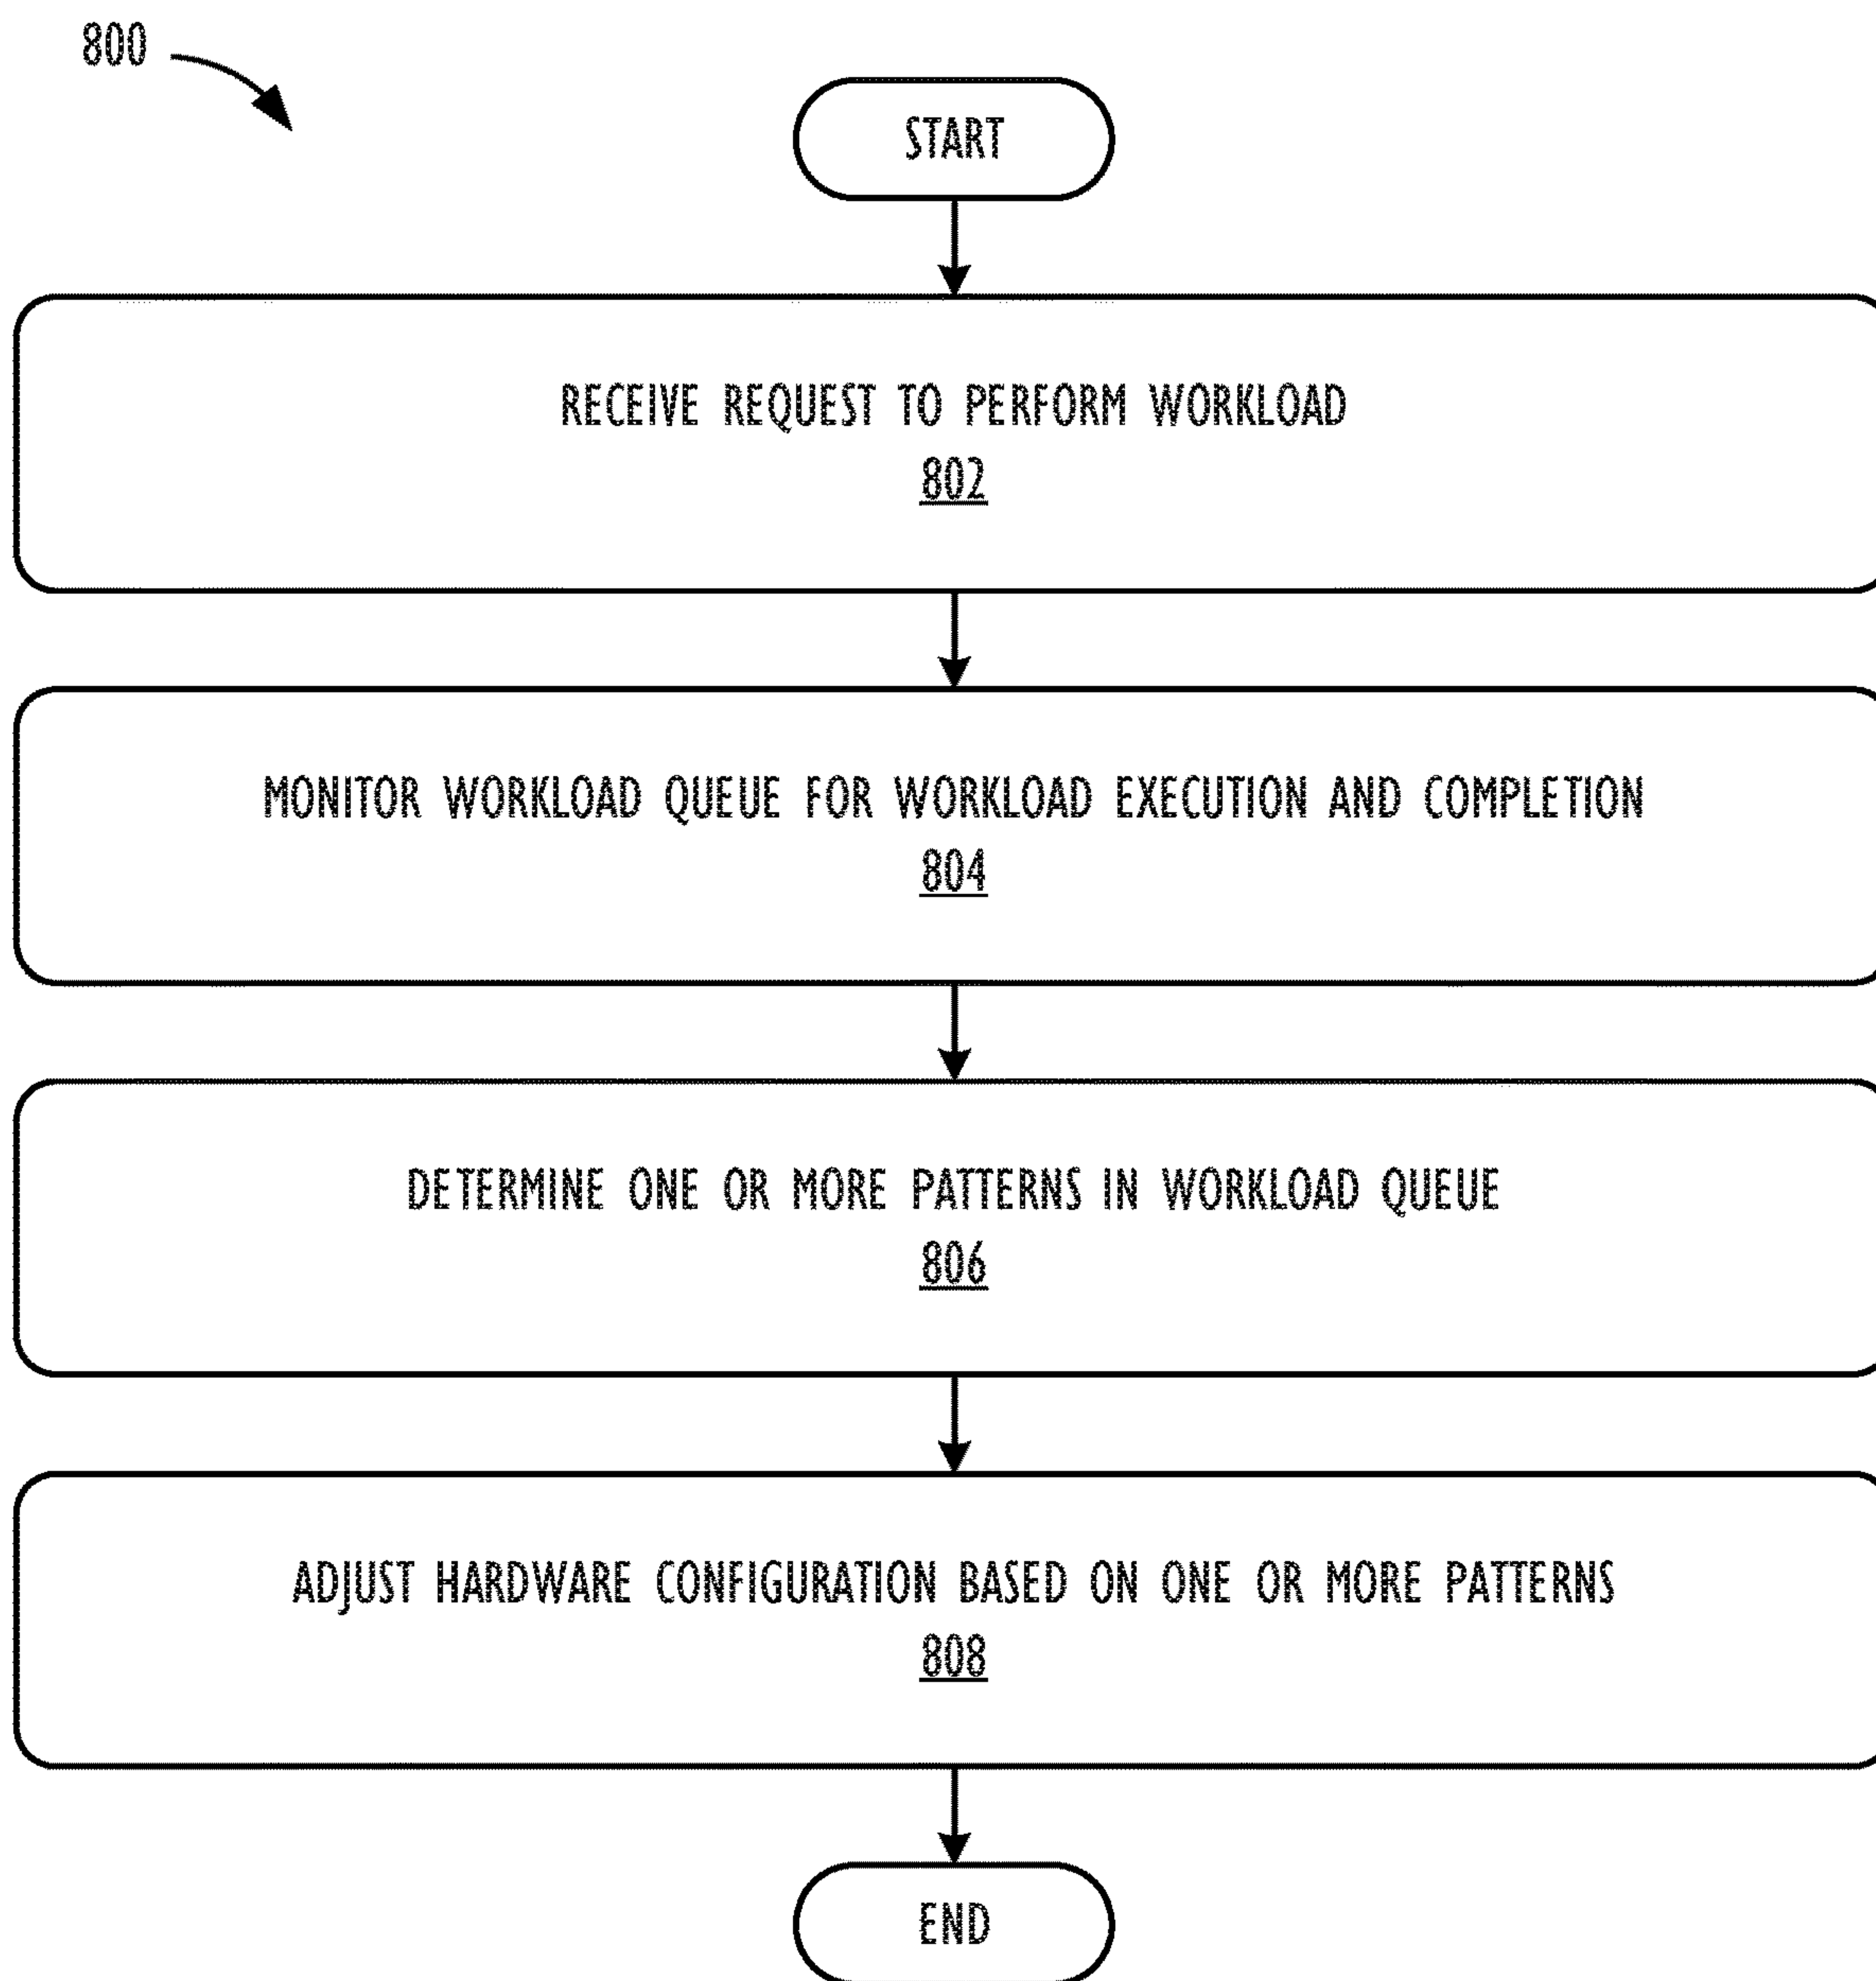 800
START
RECEIVE REQUEST TO PERFORM WORKLOAD
802
MONITOR WORKLOAD QUEUE FOR WORKLOAD EXECUTION AND COMPLETION
804
DETERMINE ONE OR MORE PATTERNS IN WORKLOAD QUEUE
806
ADJUST HARDWARE CONFIGURATION BASED ON ONE OR MORE PATTERNS
808
END